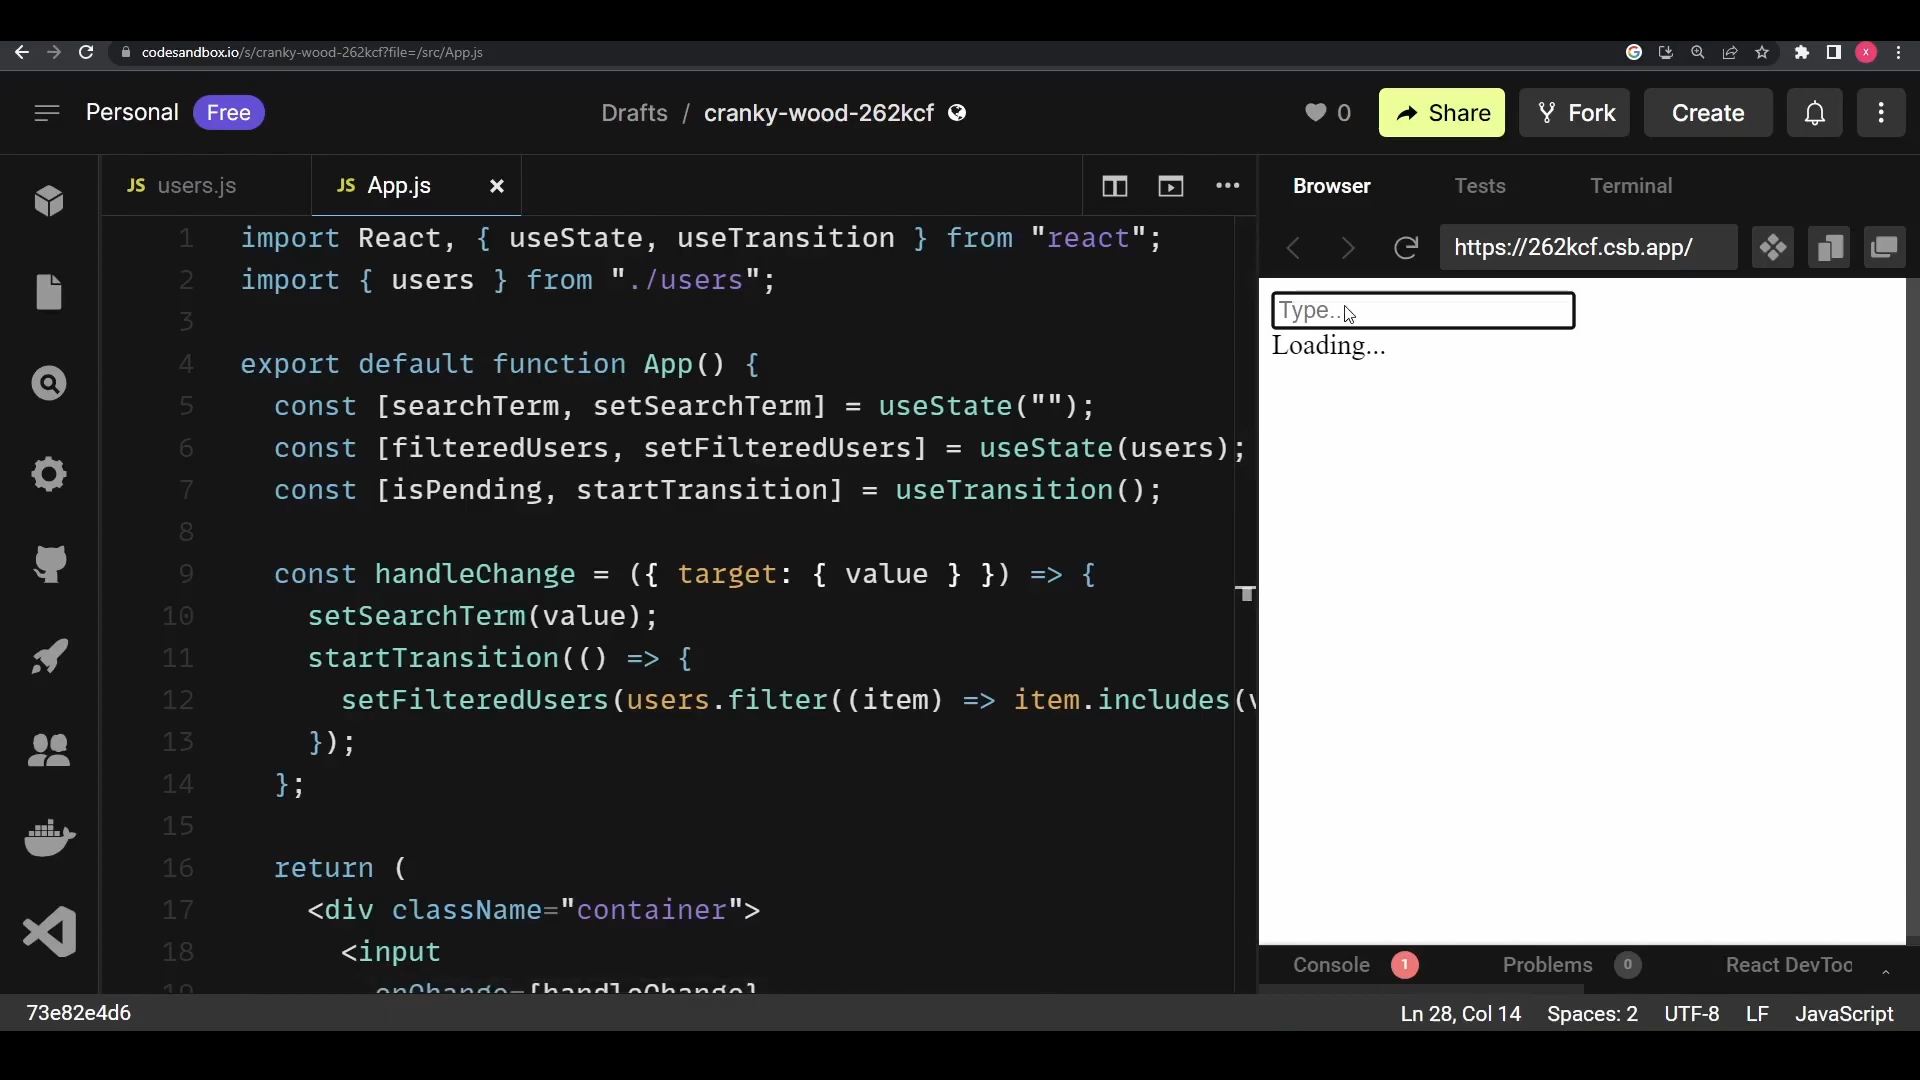 codesandbox.io/s/cranky-wood-262kcf?file=/src/App.js
x
Personal Free
Drafts / cranky-wood-262kcf
0
Share
Fork
Create
JS users.js
JS App.js
Browser
Tests
Terminal
https://262kcf.csb.app/
1 import React, { useState, useTransition } from "react";
2 import { users } from "./users";
3
4 export default function App() {
5 const [searchTerm, setSearchTerm] = useState("");
6 const [filteredUsers, setFilteredUsers] = useState(users);
7 const [isPending, startTransition] = useTransition();
8
9 const handleChange = ({ target: { value } }) => {
10 setSearchTerm(value);
11 startTransition(() => {
12 setFilteredUsers(users.filter((item) => item.includes(v
13 });
14 };
15
16 return (
17 <div className="container">
18 <input
19 onChange={handleChange}
Type...
Loading...
Console 1
Problems 0
React DevToo
73e82e4d6
Ln 28, Col 14
Spaces: 2
UTF-8
LF
JavaScript